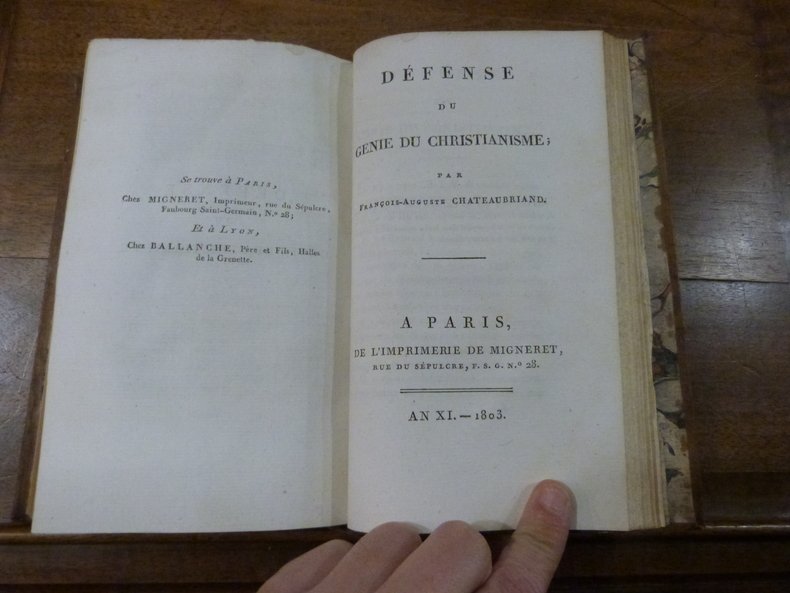 Se trouve à PARIS,
Chez MIGNERET, Imprimeur, rue du Sépulcre,
Faubourg Saint-Germain, N.º 28;
Et à LYON,
Chez BALLANCHE, Père et Fils, Halles
de la Grenette.
DÉFENSE
DU
GENIE DU CHRISTIANISME;
PAR
FRANÇOIS-AUGUSTE CHATEAUBRIAND.
A PARIS,
DE L'IMPRIMERIE DE MIGNERET,
RUE DU SÉPULCRE, F. S. G. N.º 28.
AN XI. — 1803.